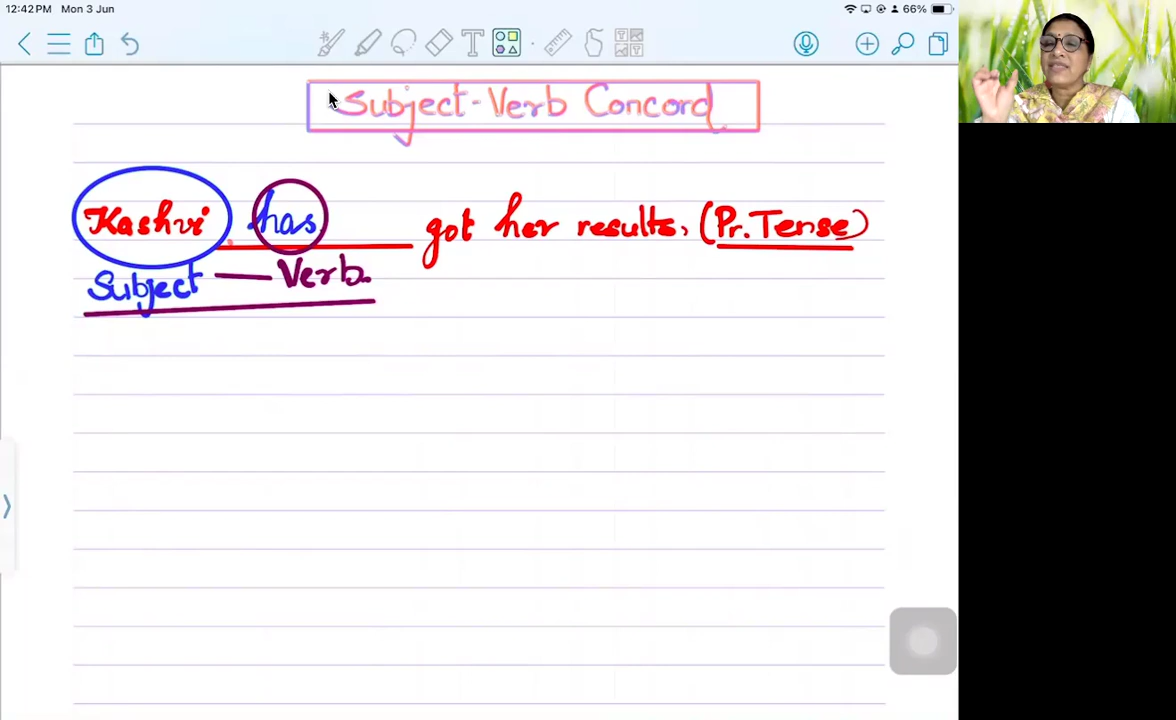 12:42 PM Mon 3 Jun
66%
Subject-Verb Concord
Kashvi has got her results. (Pr. Tense)
Subject — Verb.